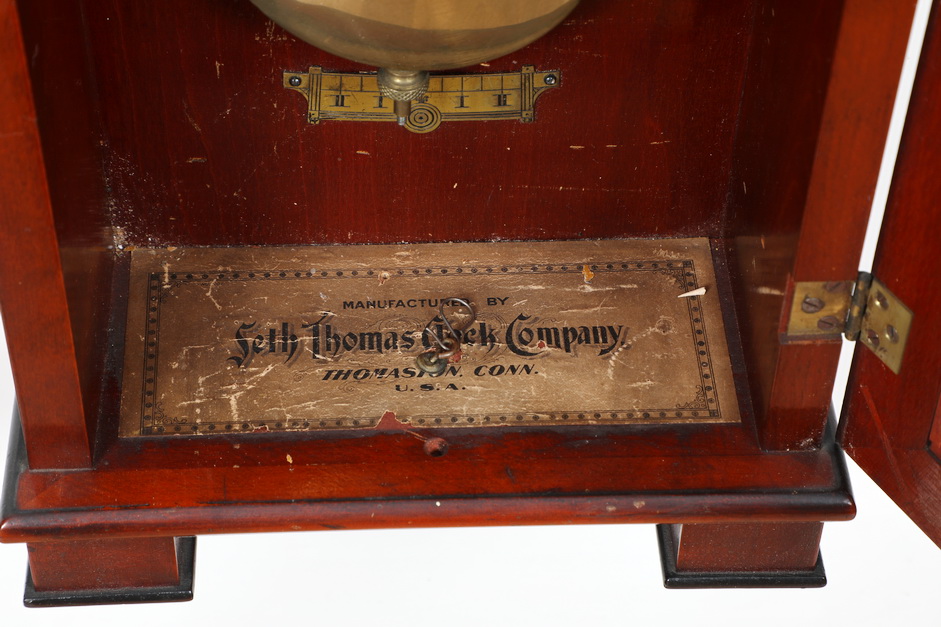 MANUFACTURED BY
Seth Thomas Clock Company.
THOMASTON, CONN.
U.S.A.